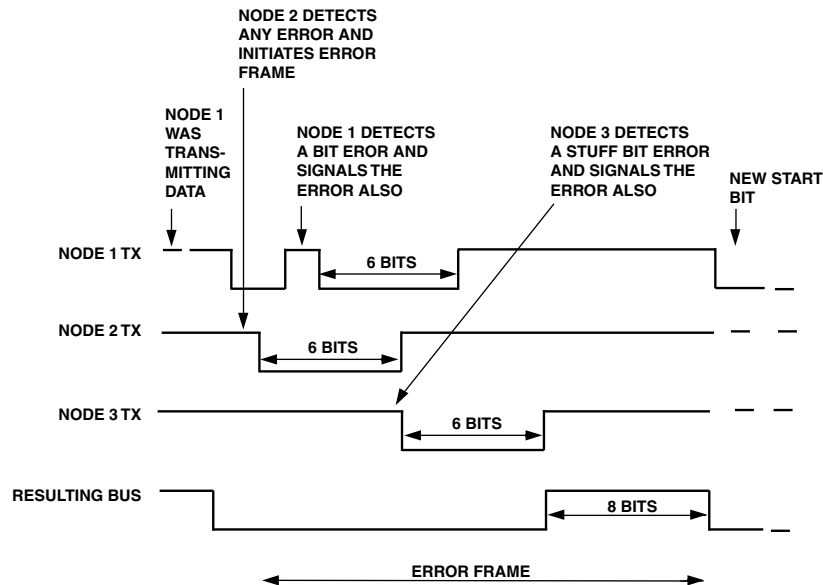 NODE 2 DETECTS
ANY ERROR AND
INITIATES ERROR
FRAME
NODE 1
WAS
TRANS-
MITTING
DATA
NODE 1 DETECTS
A BIT EROR AND
SIGNALS THE
ERROR ALSO
NODE 3 DETECTS
A STUFF BIT ERROR
AND SIGNALS THE
ERROR ALSO
NEW START
BIT
NODE 1 TX
6 BITS
NODE 2 TX
6 BITS
NODE 3 TX
6 BITS
RESULTING BUS
8 BITS
ERROR FRAME